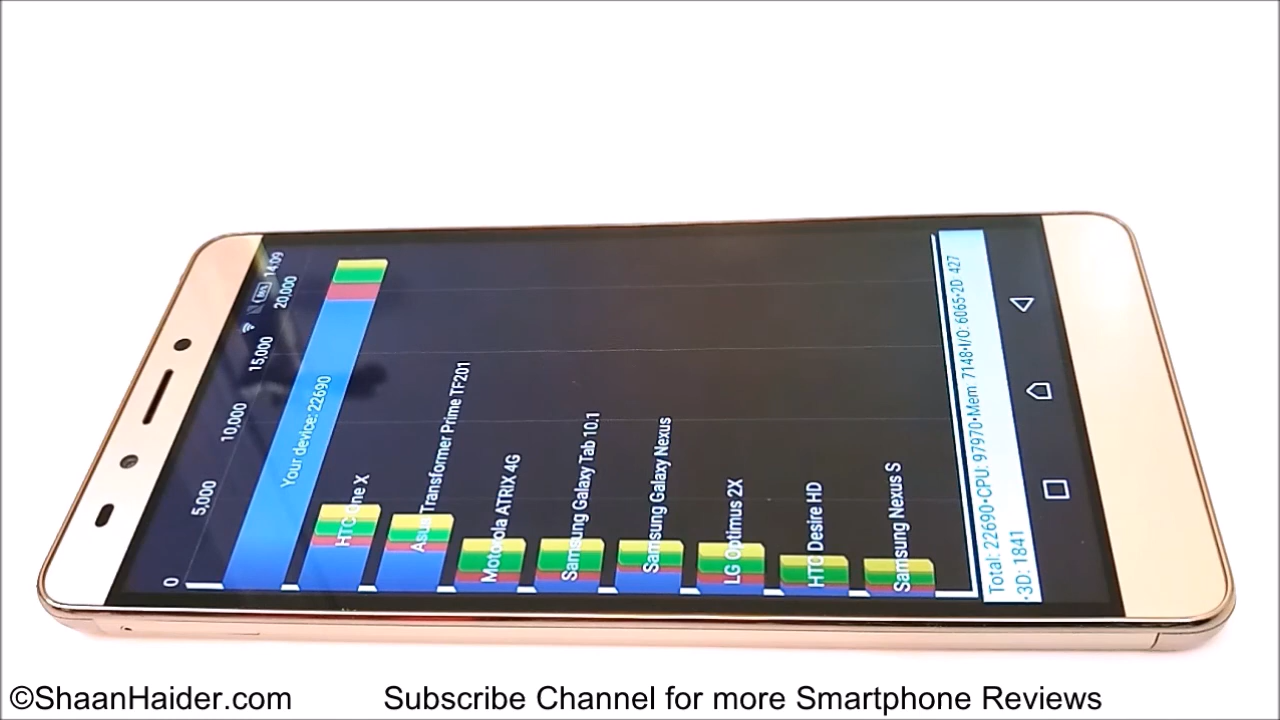 14:09
0
5,000
10,000
15,000
20,000
Your device: 22690
HTC One X
Asus Transformer Prime TF201
Motorola ATRIX 4G
Samsung Galaxy Tab 10.1
Samsung Galaxy Nexus
LG Optimus 2X
HTC Desire HD
Samsung Nexus S
Total: 22690•CPU: 97970•Mem: 7148•I/O: 6065•2D: 427
•3D: 1841
©ShaanHaider.com
Subscribe Channel for more Smartphone Reviews